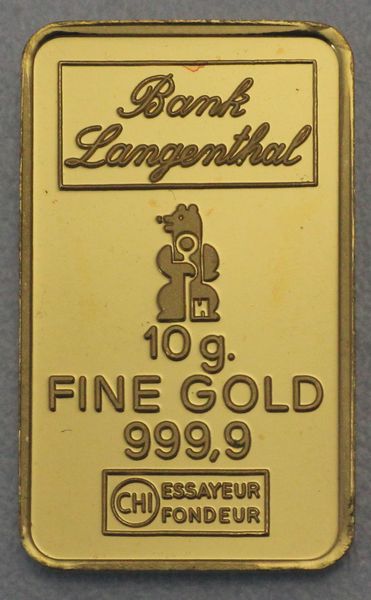 Bank
Langenthal
10 g.
FINE GOLD
999,9
CHI ESSAYEUR
FONDEUR